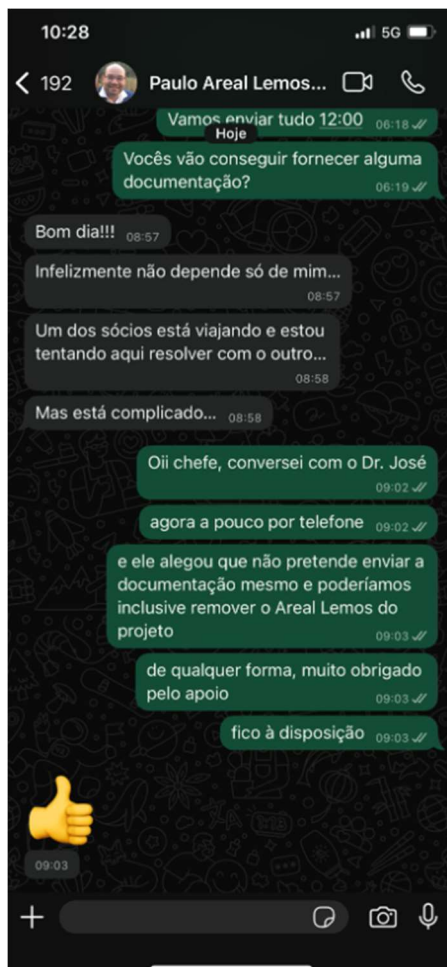 10:28
5G
192
Paulo Areal Lemos...
Vamos enviar tudo 12:00 06:18
Hoje
Vocês vão conseguir fornecer alguma
documentação?
06:19
Bom dia!!! 08:57
Infelizmente não depende só de mim...
08:57
Um dos sócios está viajando e estou
tentando aqui resolver com o outro...
08:58
Mas está complicado... 08:58
Oii chefe, conversei com o Dr. José
09:02
agora a pouco por telefone 09:02
e ele alegou que não pretende enviar a
documentação mesmo e poderíamos
inclusive remover o Areal Lemos do
projeto
09:03
de qualquer forma, muito obrigado
pelo apoio
09:03
fico à disposição 09:03
09:03